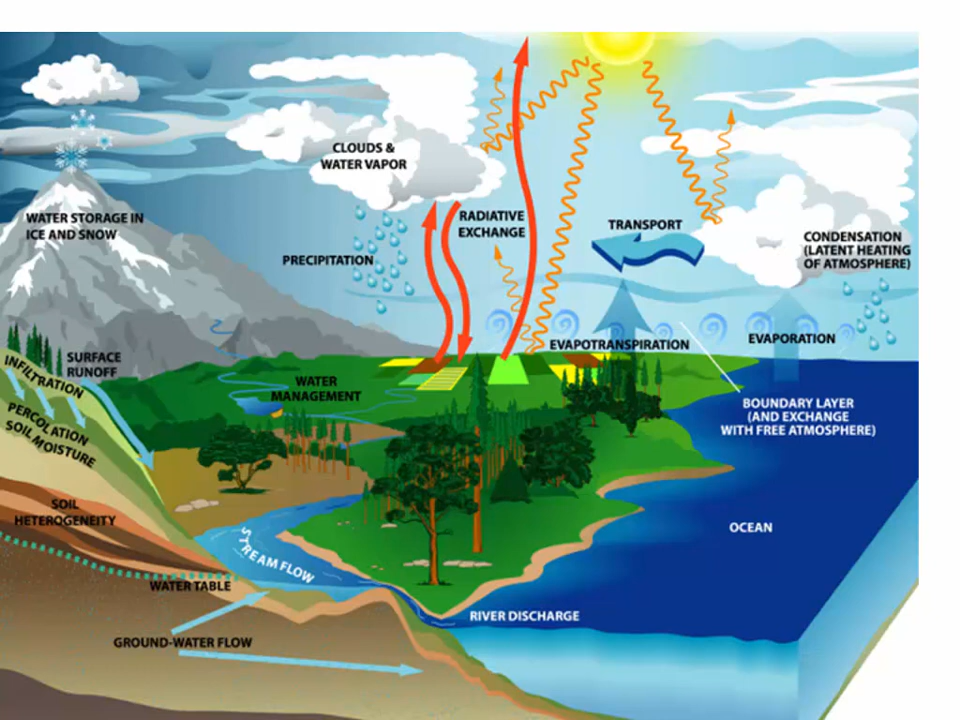 CLOUDS &
WATER VAPOR
WATER STORAGE IN
ICE AND SNOW
RADIATIVE
EXCHANGE
TRANSPORT
CONDENSATION
(LATENT HEATING
OF ATMOSPHERE)
PRECIPITATION
EVAPOTRANSPIRATION
EVAPORATION
SURFACE
RUNOFF
INFILTRATION
WATER
MANAGEMENT
BOUNDARY LAYER
(AND EXCHANGE
WITH FREE ATMOSPHERE)
PERCOLATION
SOIL MOISTURE
SOIL
HETEROGENEITY
OCEAN
STREAM FLOW
WATER TABLE
RIVER DISCHARGE
GROUND-WATER FLOW